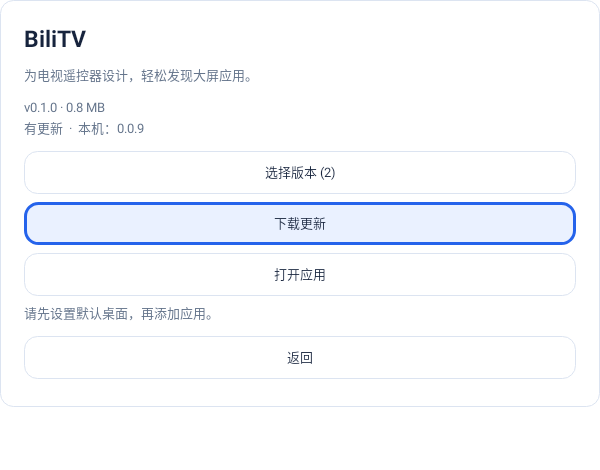 BiliTV
为电视遥控器设计，轻松发现大屏应用。
v0.1.0 · 0.8 MB
有更新 · 本机：0.0.9
选择版本 (2)
下载更新
打开应用
请先设置默认桌面，再添加应用。
返回